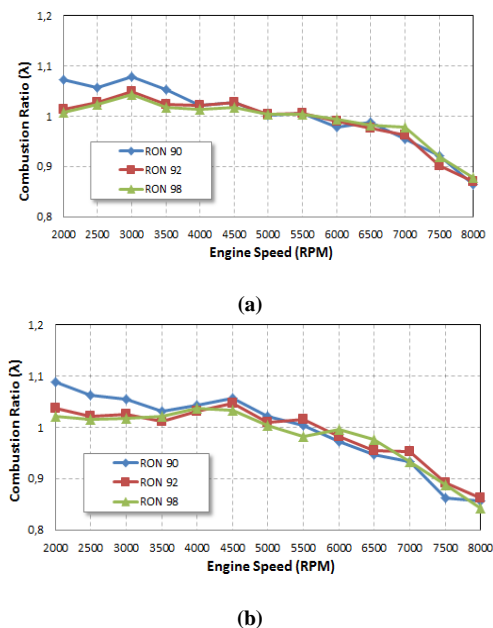 1,2
1,1
1
0,9
0,8
Combustion Ratio (λ)
RON 90
RON 92
RON 98
2000 2500 3000 3500 4000 4500 5000 5500 6000 6500 7000 7500 8000
Engine Speed (RPM)
(a)
1,2
1,1
1
0,9
0,8
Combustion Ratio (λ)
RON 90
RON 92
RON 98
2000 2500 3000 3500 4000 4500 5000 5500 6000 6500 7000 7500 8000
Engine Speed (RPM)
(b)